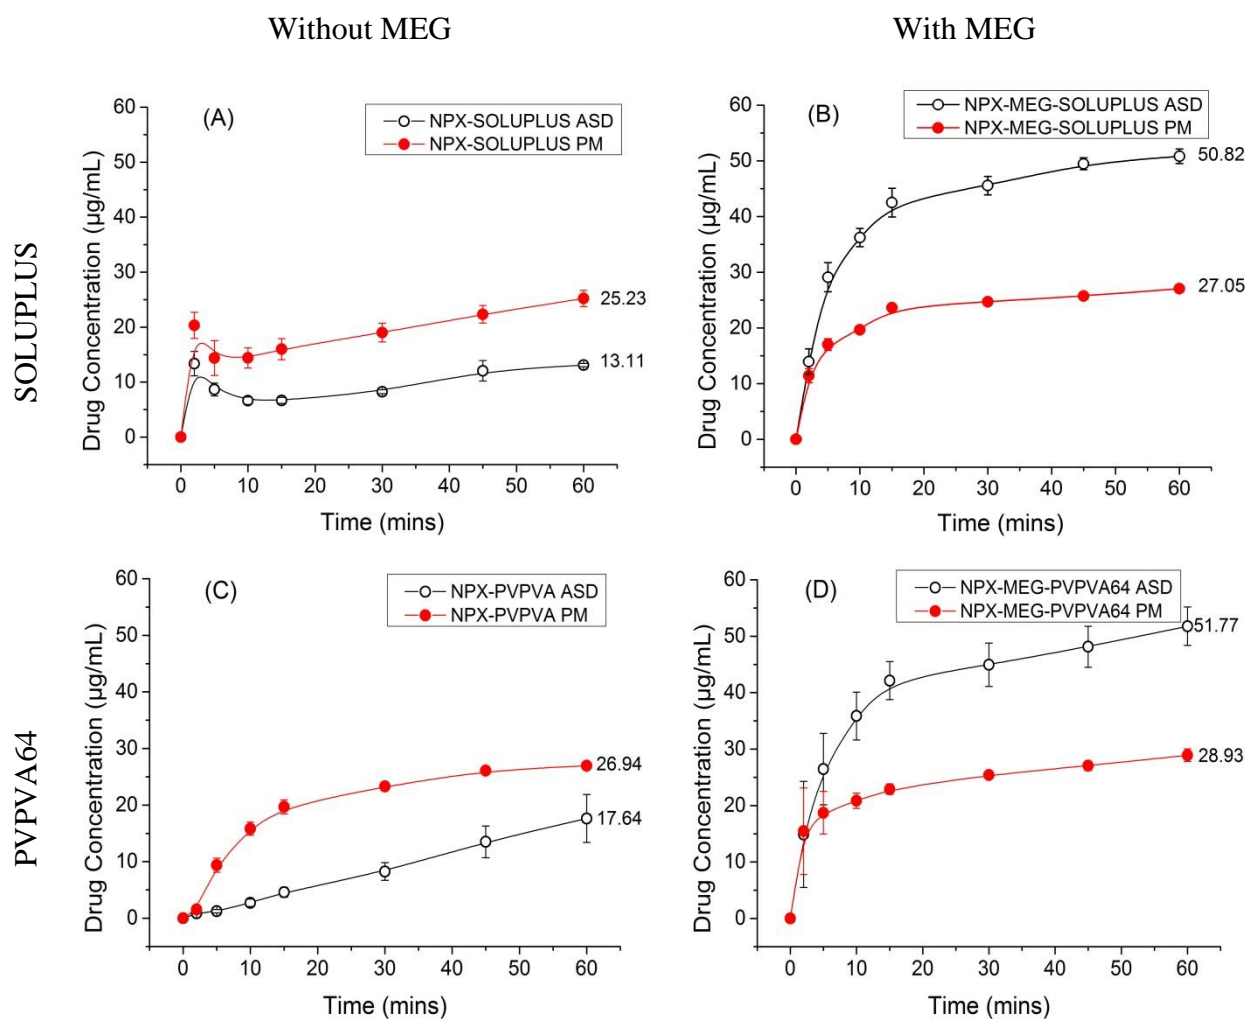 Without MEG
With MEG
SOLUPLUS
(A)
NPX-SOLUPLUS ASD
NPX-SOLUPLUS PM
Drug Concentration (µg/mL)
60
50
40
30
20
10
0
25.23
13.11
0 10 20 30 40 50 60
Time (mins)
(B)
NPX-MEG-SOLUPLUS ASD
NPX-MEG-SOLUPLUS PM
Drug Concentration (µg/mL)
60
50
40
30
20
10
0
50.82
27.05
0 10 20 30 40 50 60
Time (mins)
PVPVA64
(C)
NPX-PVPVA ASD
NPX-PVPVA PM
Drug Concentration (µg/mL)
60
50
40
30
20
10
0
26.94
17.64
0 10 20 30 40 50 60
Time (mins)
(D)
NPX-MEG-PVPVA64 ASD
NPX-MEG-PVPVA64 PM
Drug Concentration (µg/mL)
60
50
40
30
20
10
0
51.77
28.93
0 10 20 30 40 50 60
Time (mins)